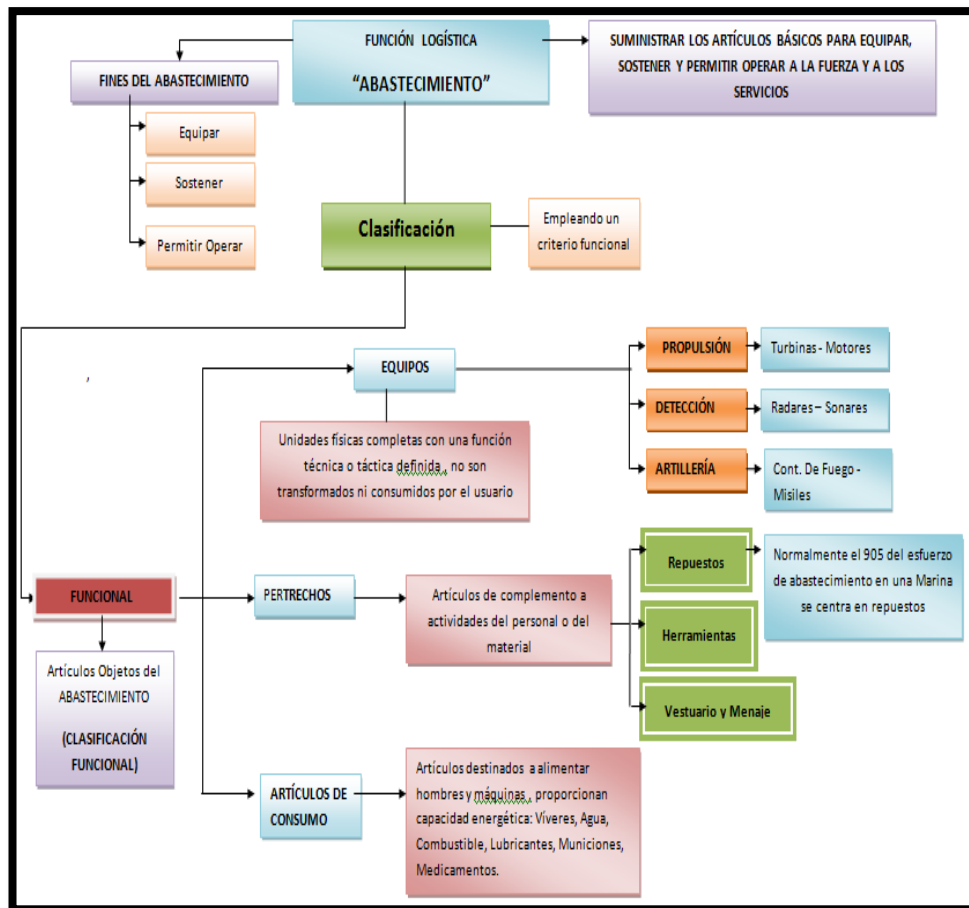 FUNCIÓN LOGÍSTICA
“ABASTECIMIENTO”
SUMINISTRAR LOS ARTÍCULOS BÁSICOS PARA EQUIPAR,
SOSTENER Y PERMITIR OPERAR A LA FUERZA Y A LOS
SERVICIOS
FINES DEL ABASTECIMIENTO
Equipar
Sostener
Permitir Operar
Clasificación
Empleando un
criterio funcional
,
EQUIPOS
Unidades físicas completas con una función
técnica o táctica definida , no son
transformados ni consumidos por el usuario
PROPULSIÓN
Turbinas - Motores
DETECCIÓN
Radares – Sonares
ARTILLERÍA
Cont. De Fuego -
Misiles
FUNCIONAL
Artículos Objetos del
ABASTECIMIENTO
(CLASIFICACIÓN
FUNCIONAL)
PERTRECHOS
Artículos de complemento a
actividades del personal o del
material
Repuestos
Normalmente el 905 del esfuerzo
de abastecimiento en una Marina
se centra en repuestos
Herramientas
Vestuario y Menaje
ARTÍCULOS DE
CONSUMO
Artículos destinados a alimentar
hombres y máquinas , proporcionan
capacidad energética: Víveres, Agua,
Combustible, Lubricantes, Municiones,
Medicamentos.